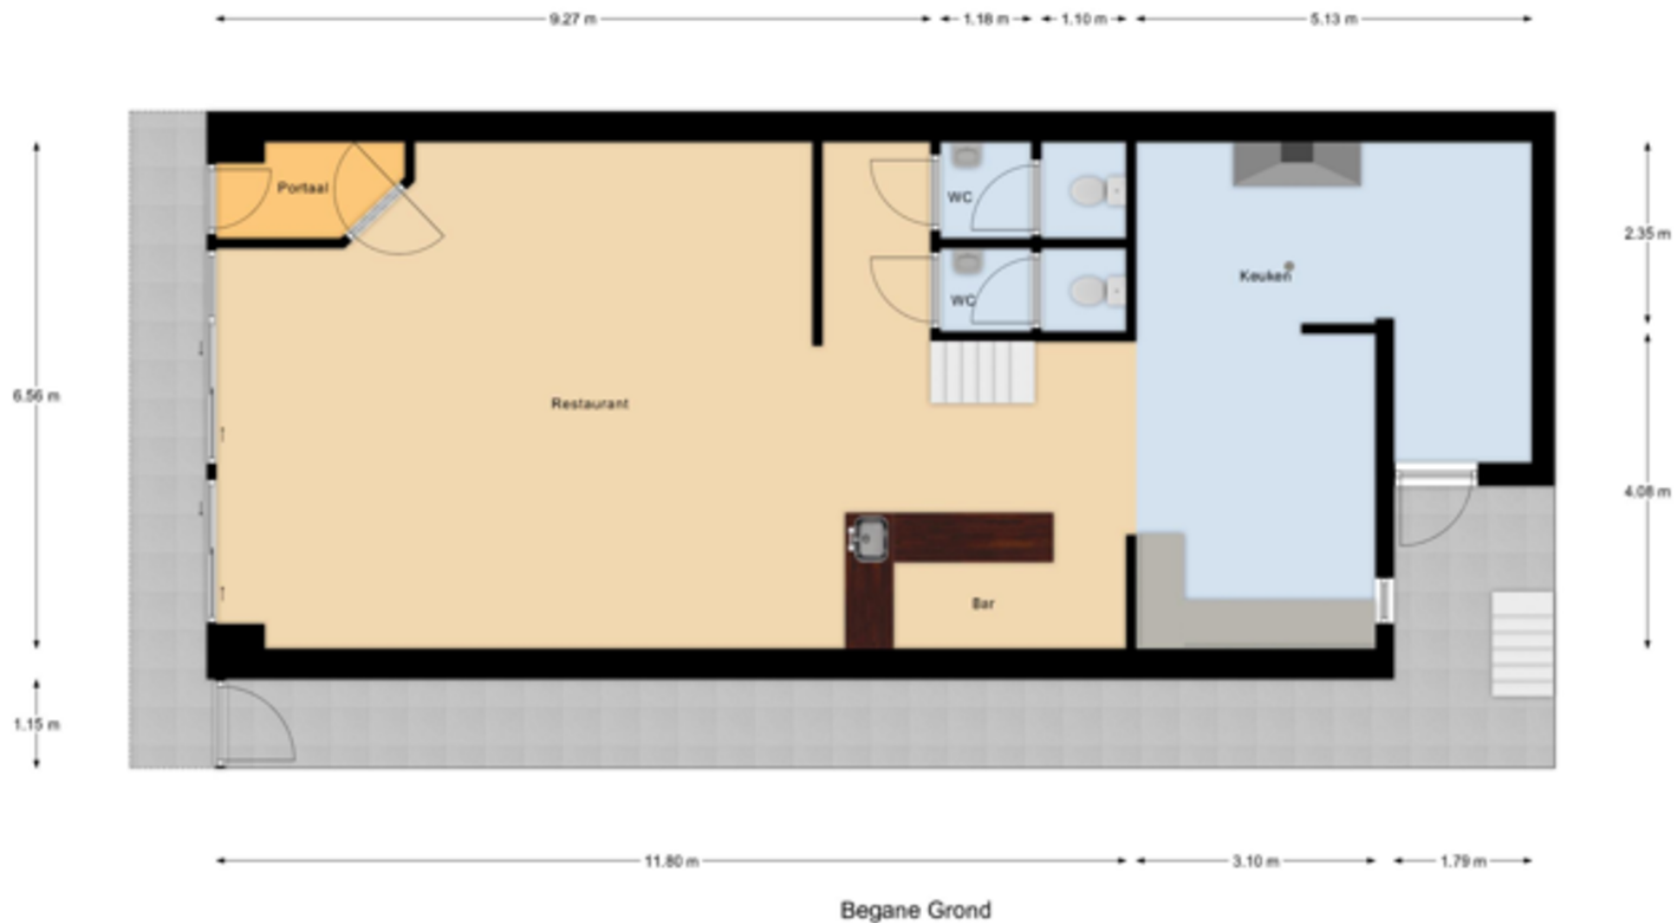 9.27 m
1.18 m
1.10 m
5.13 m
Portaal
WC
2.35 m
Keuken
WC
6.56 m
Restaurant
4.08 m
Bar
1.15 m
11.80 m
3.10 m
1.79 m
Begane Grond